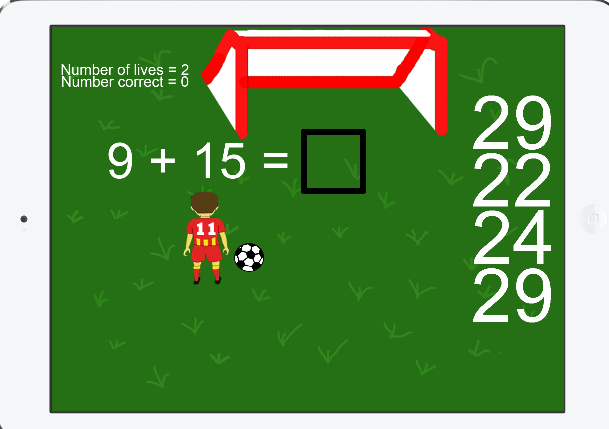 Number of lives = 2
Number correct = 0
9 + 15 =
11
29
22
24
29